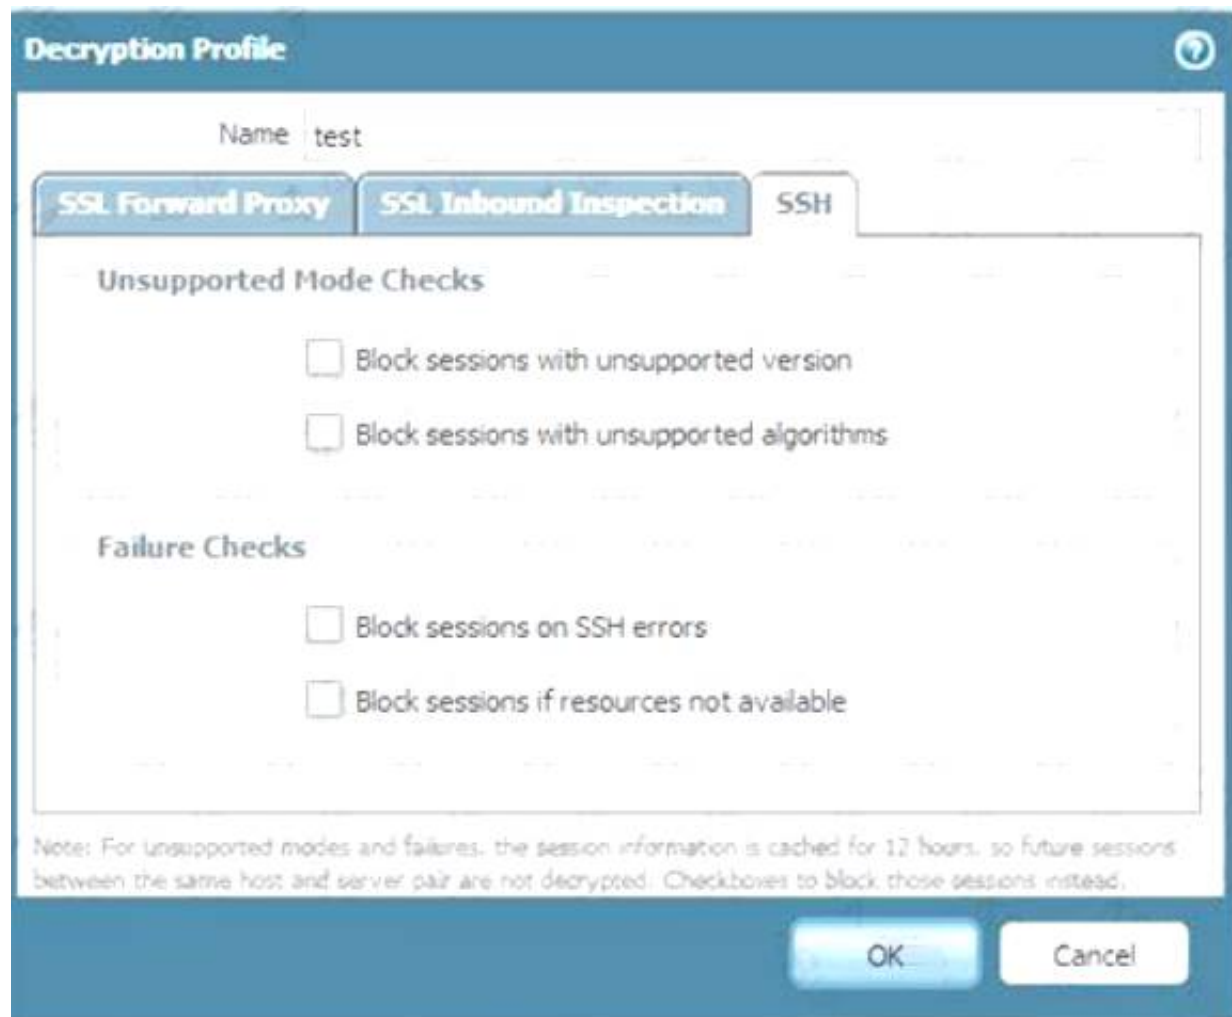 Decryption Profile
Name test
SSL Forward Proxy SSL Inbound Inspection SSH
Unsupported Mode Checks
Block sessions with unsupported version
Block sessions with unsupported algorithms
Failure Checks
Block sessions on SSH errors
Block sessions if resources not available
Note: For unsupported modes and failures, the session information is cached for 12 hours, so future sessions
between the same host and server pair are not decrypted. Checkboxes to block those sessions instead.
OK Cancel